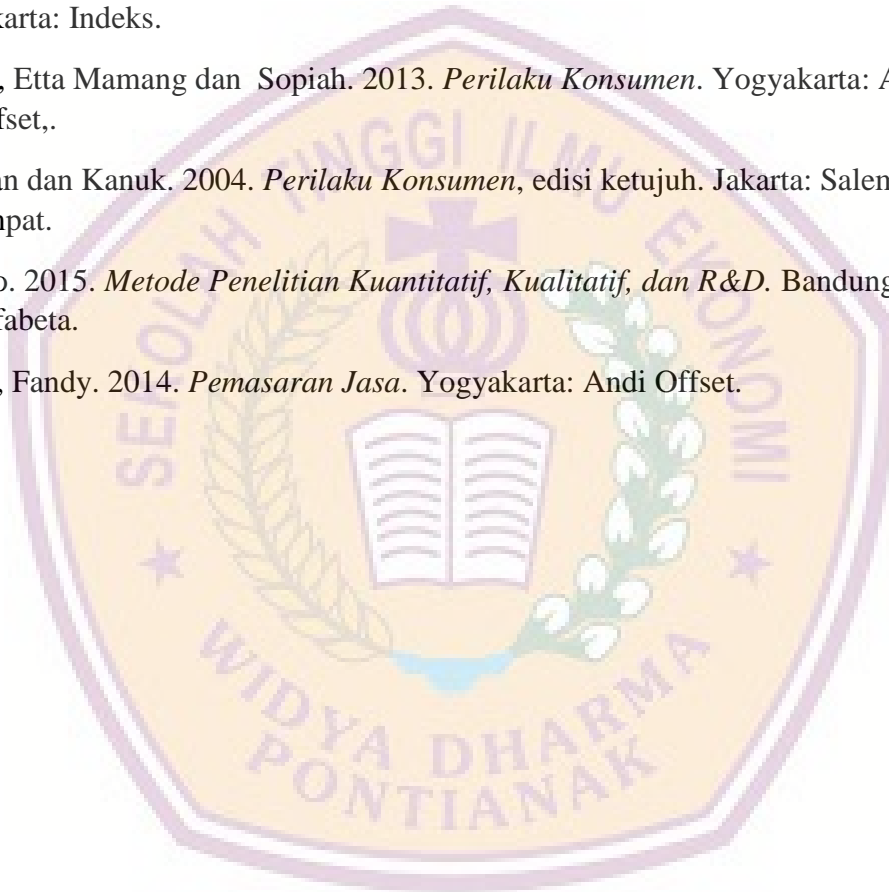 karta: Indeks.
, Etta Mamang dan Sopiah. 2013. Perilaku Konsumen. Yogyakarta: A
fset,.
an dan Kanuk. 2004. Perilaku Konsumen, edisi ketujuh. Jakarta: Salem
npat.
o. 2015. Metode Penelitian Kuantitatif, Kualitatif, dan R&D. Bandung
fabeta.
, Fandy. 2014. Pemasaran Jasa. Yogyakarta: Andi Offset.
SEKOLAH TINGGI ILMU EKONOMI
WIDYA DHARMA
PONTIANAK